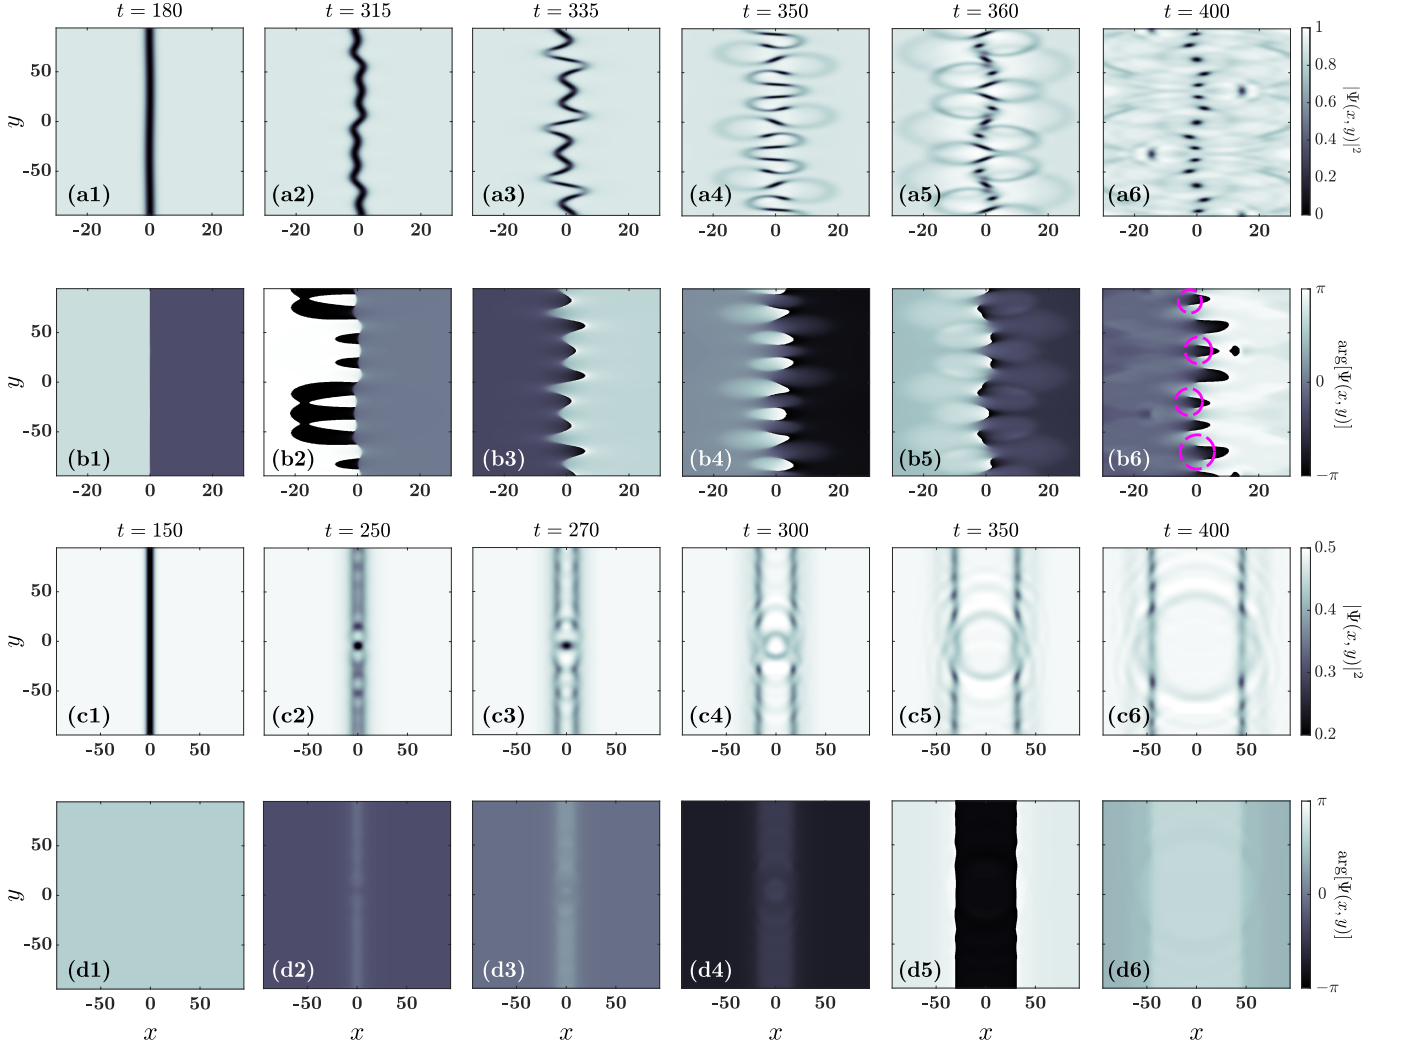 t = 180 t = 315 t = 335 t = 350 t = 360 t = 400
y
50
0
-50
(a1) (a2) (a3) (a4) (a5) (a6)
-20 0 20 -20 0 20 -20 0 20 -20 0 20 -20 0 20 -20 0 20
1
0.8
0.6
0.4
0.2
0
|Ψ(x, y)|²
y
50
0
-50
(b1) (b2) (b3) (b4) (b5) (b6)
-20 0 20 -20 0 20 -20 0 20 -20 0 20 -20 0 20 -20 0 20
π
0
−π
arg[Ψ(x, y)]
t = 150 t = 250 t = 270 t = 300 t = 350 t = 400
y
50
0
-50
(c1) (c2) (c3) (c4) (c5) (c6)
-50 0 50 -50 0 50 -50 0 50 -50 0 50 -50 0 50 -50 0 50
0.5
0.4
0.3
0.2
|Ψ(x, y)|²
y
50
0
-50
(d1) (d2) (d3) (d4) (d5) (d6)
-50 0 50 -50 0 50 -50 0 50 -50 0 50 -50 0 50 -50 0 50
π
0
−π
arg[Ψ(x, y)]
x x x x x x